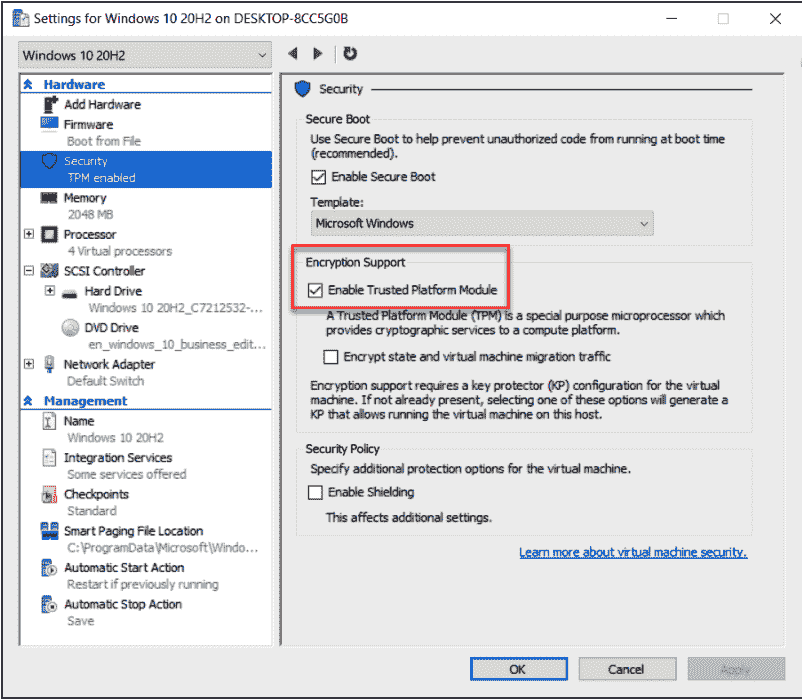 Settings for Windows 10 20H2 on DESKTOP-8CC5G0B
Windows 10 20H2
Hardware
Add Hardware
Firmware
Boot from File
Security
TPM enabled
Memory
2048 MB
Processor
4 Virtual processors
SCSI Controller
Hard Drive
Windows 10 20H2_C7212532-...
DVD Drive
en_windows_10_business_edit...
Network Adapter
Default Switch
Management
Name
Windows 10 20H2
Integration Services
Some services offered
Checkpoints
Standard
Smart Paging File Location
C:\ProgramData\Microsoft\Windo...
Automatic Start Action
Restart if previously running
Automatic Stop Action
Save
Security
Secure Boot
Use Secure Boot to help prevent unauthorized code from running at boot time
(recommended).
Enable Secure Boot
Template:
Microsoft Windows
Encryption Support
Enable Trusted Platform Module
A Trusted Platform Module (TPM) is a special purpose microprocessor which
provides cryptographic services to a compute platform.
Encrypt state and virtual machine migration traffic
Encryption support requires a key protector (KP) configuration for the virtual
machine. If not already present, selecting one of these options will generate a
KP that allows running the virtual machine on this host.
Security Policy
Specify additional protection options for the virtual machine.
Enable Shielding
This affects additional settings.
Learn more about virtual machine security.
OK
Cancel
Apply